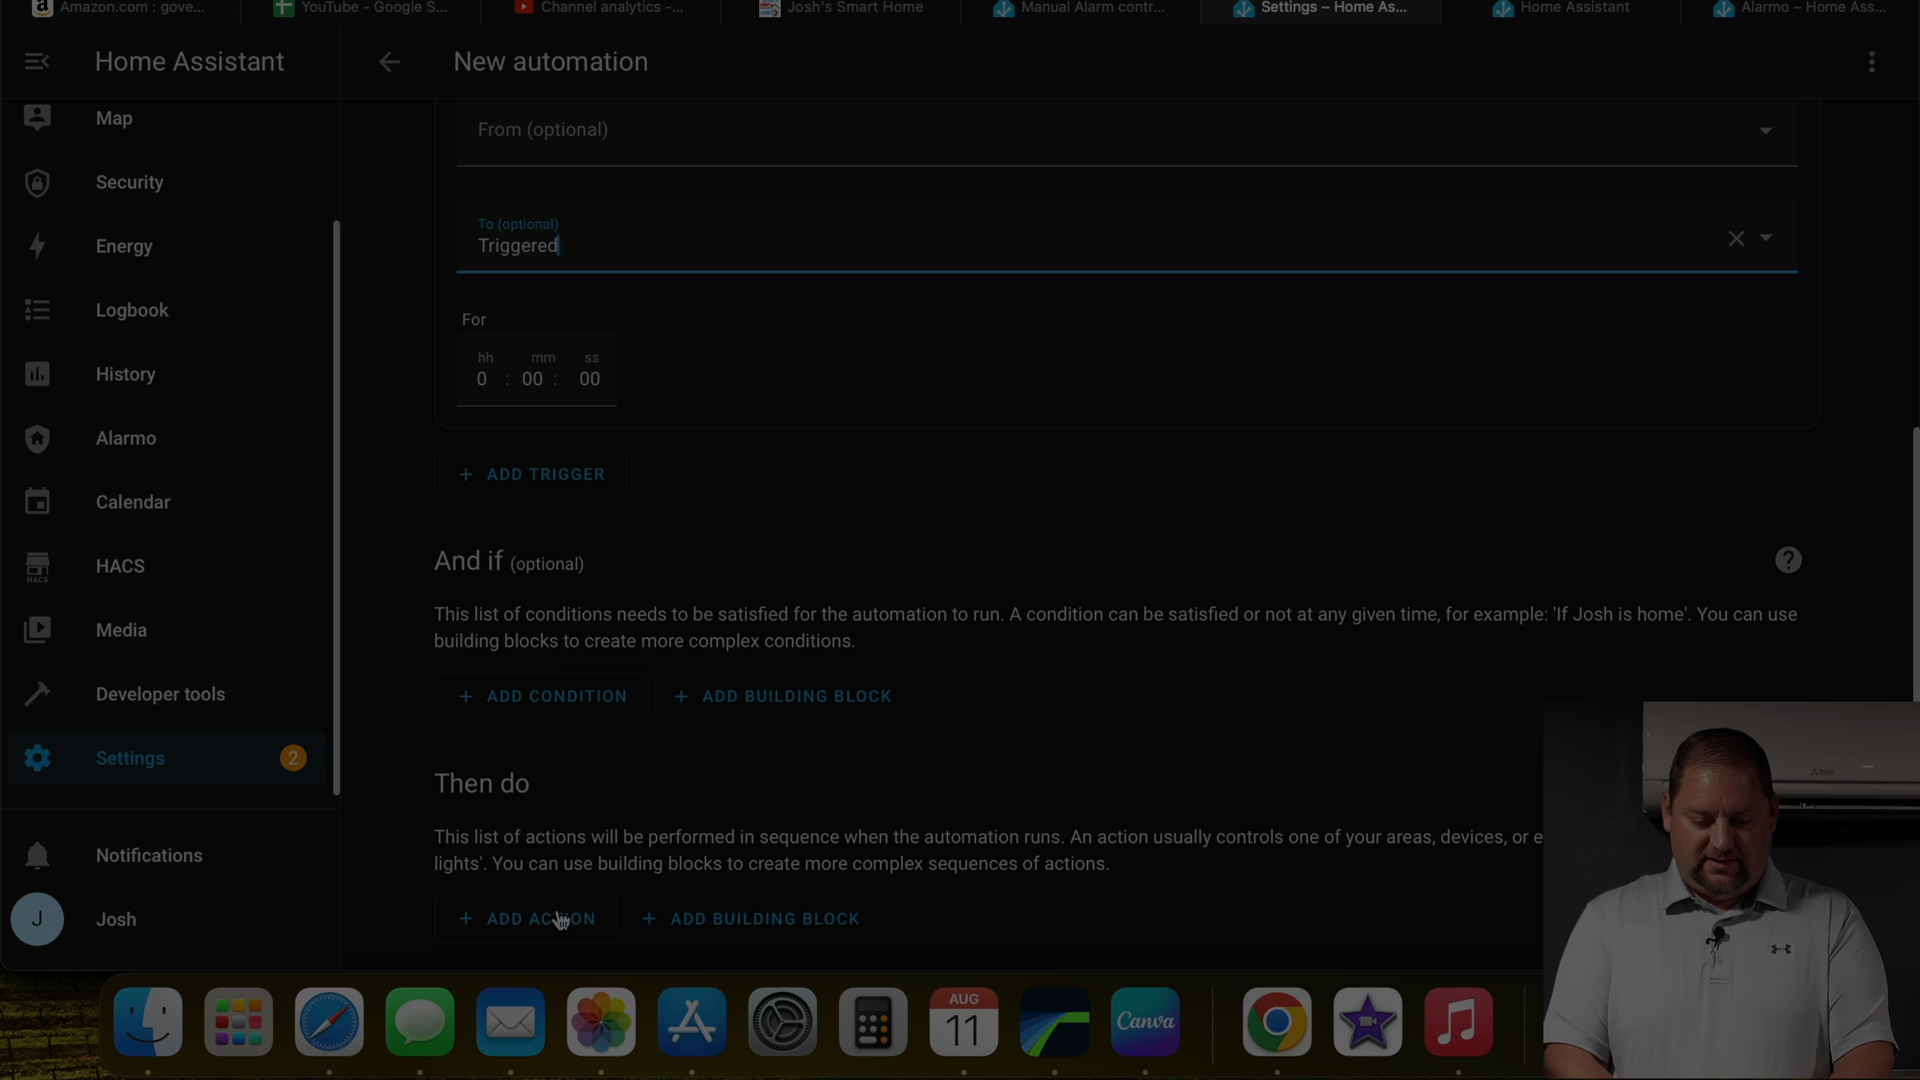 Amazon.com : gove...
YouTube - Google S...
Channel analytics -...
Josh's Smart Home
Manual Alarm contr...
Settings – Home As...
Home Assistant
Alarmo – Home Ass...
Home Assistant
New automation
Map
Security
Energy
Logbook
History
Alarmo
Calendar
HACS
HACS
Media
Developer tools
Settings
2
Notifications
J
Josh
From (optional)
To (optional)
Triggered
For
hh mm ss
0 : 00 : 00
+ ADD TRIGGER
And if (optional)
?
This list of conditions needs to be satisfied for the automation to run. A condition can be satisfied or not at any given time, for example: 'If Josh is home'. You can use
building blocks to create more complex conditions.
+ ADD CONDITION
+ ADD BUILDING BLOCK
Then do
This list of actions will be performed in sequence when the automation runs. An action usually controls one of your areas, devices, or e
lights'. You can use building blocks to create more complex sequences of actions.
+ ADD ACTION
+ ADD BUILDING BLOCK
AUG
11
Canva